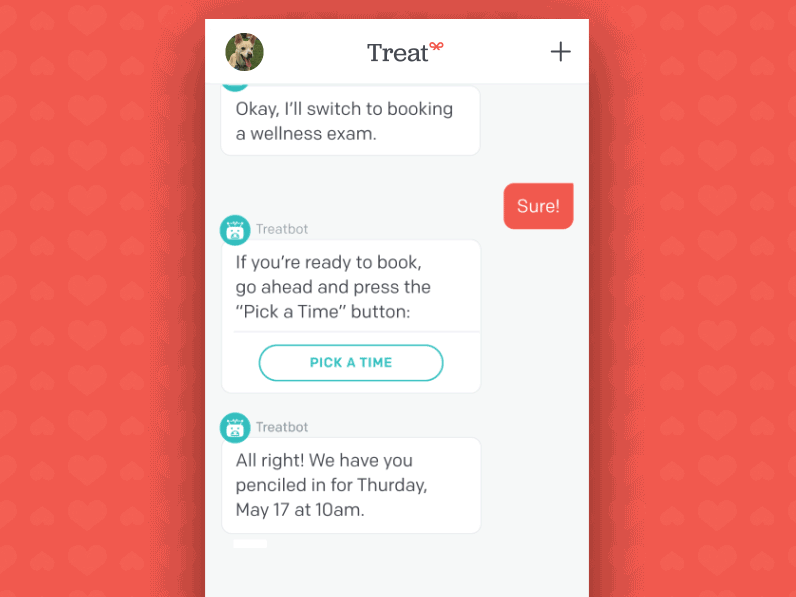 Treat
Okay, I’ll switch to booking
a wellness exam.
Sure!
Treatbot
If you’re ready to book,
go ahead and press the
“Pick a Time” button:
PICK A TIME
Treatbot
All right! We have you
penciled in for Thurday,
May 17 at 10am.